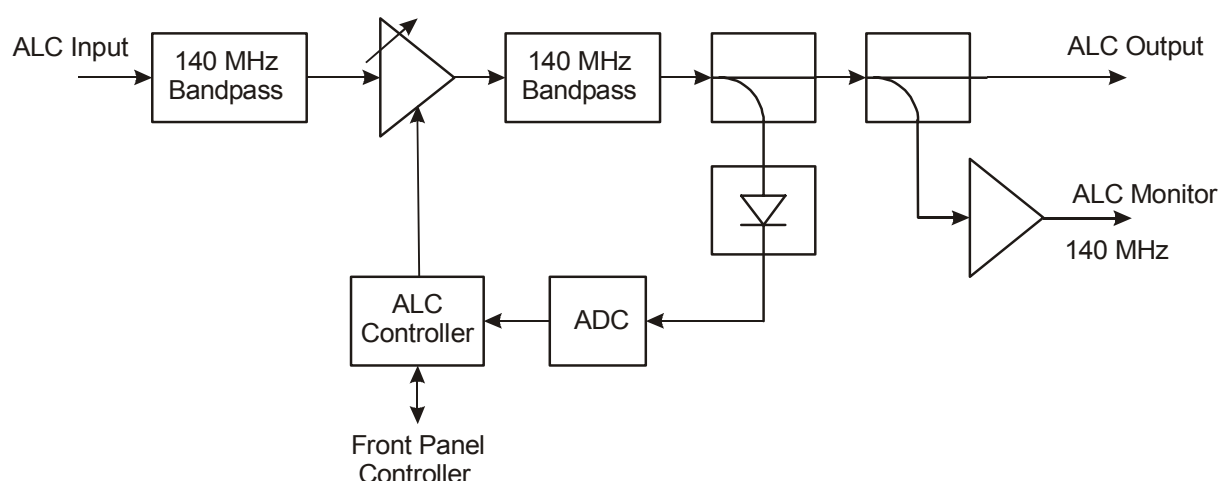 ALC Input
140 MHz
Bandpass
140 MHz
Bandpass
ALC Output
ALC Monitor
140 MHz
ALC
Controller
ADC
Front Panel
Controller